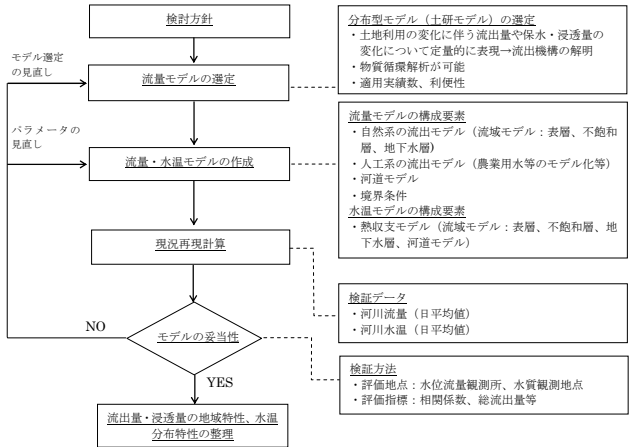 検討方針
モデル選定
の見直し
流量モデルの選定
パラメータの
見直し
流量・水温モデルの作成
現況再現計算
NO
モデルの妥当性
YES
流出量・浸透量の地域特性、水温
分布特性の整理
分布型モデル（土研モデル）の選定
・土地利用の変化に伴う流出量や保水・浸透量の
変化について定量的に表現→流出機構の解明
・物質循環解析が可能
・適用実績数、利便性
流量モデルの構成要素
・自然系の流出モデル（流域モデル：表層、不飽和
層、地下水層)
・人工系の流出モデル（農業用水等のモデル化等）
・河道モデル
・境界条件
水温モデルの構成要素
・熱収支モデル（流域モデル：表層、不飽和層、地
下水層、河道モデル）
検証データ
・河川流量（日平均値）
・河川水温（日平均値）
検証方法
・評価地点：水位流量観測所、水質観測地点
・評価指標：相関係数、総流出量等